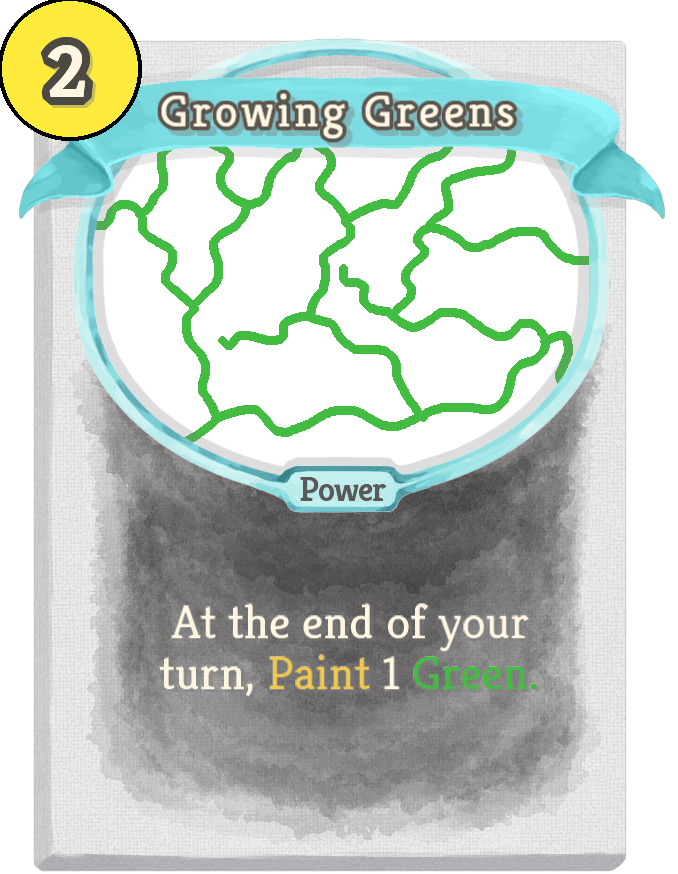 2
Growing Greens
Power
At the end of your
turn, Paint 1 Green.